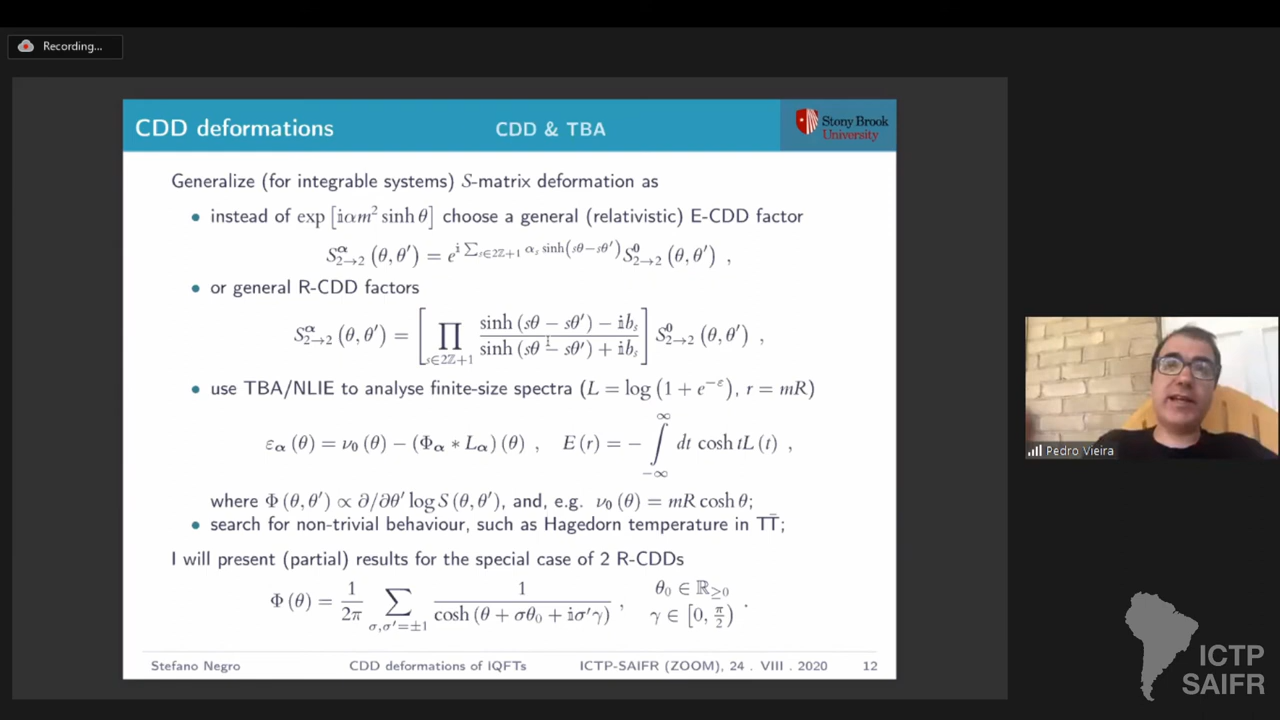 Recording...
CDD deformations
CDD & TBA
Stony Brook
University
Generalize (for integrable systems) S-matrix deformation as
• instead of exp [𝕚αm² sinh θ] choose a general (relativistic) E-CDD factor
S^α_{2→2} (θ, θ′) = e^{i ∑_{s∈2ℤ+1} α_s sinh(sθ−sθ′)} S^0_{2→2} (θ, θ′) ,
• or general R-CDD factors
S^α_{2→2} (θ, θ′) = [ ∏_{s∈2ℤ+1} (sinh (sθ − sθ′) − 𝕚b_s) / (sinh (sθ − sθ′) + 𝕚b_s) ] S^0_{2→2} (θ, θ′) ,
• use TBA/NLIE to analyse finite-size spectra (L = log (1 + e^{−ε}), r = mR)
ε_α (θ) = ν_0 (θ) − (Φ_α * L_α) (θ) , E (r) = − ∫_{−∞}^{∞} dt cosh tL (t) ,
where Φ (θ, θ′) ∝ ∂/∂θ′ log S (θ, θ′), and, e.g. ν_0 (θ) = mR cosh θ;
• search for non-trivial behaviour, such as Hagedorn temperature in TT̄;
I will present (partial) results for the special case of 2 R-CDDs
Φ (θ) = 1/2π ∑_{σ,σ′=±1} 1 / cosh (θ + σθ_0 + 𝕚σ′γ) , θ_0 ∈ ℝ_{≥0} γ ∈ [0, π/2) .
Stefano Negro
CDD deformations of IQFTs
ICTP-SAIFR (ZOOM), 24 . VIII . 2020
12
Pedro Vieira
ICTP
SAIFR